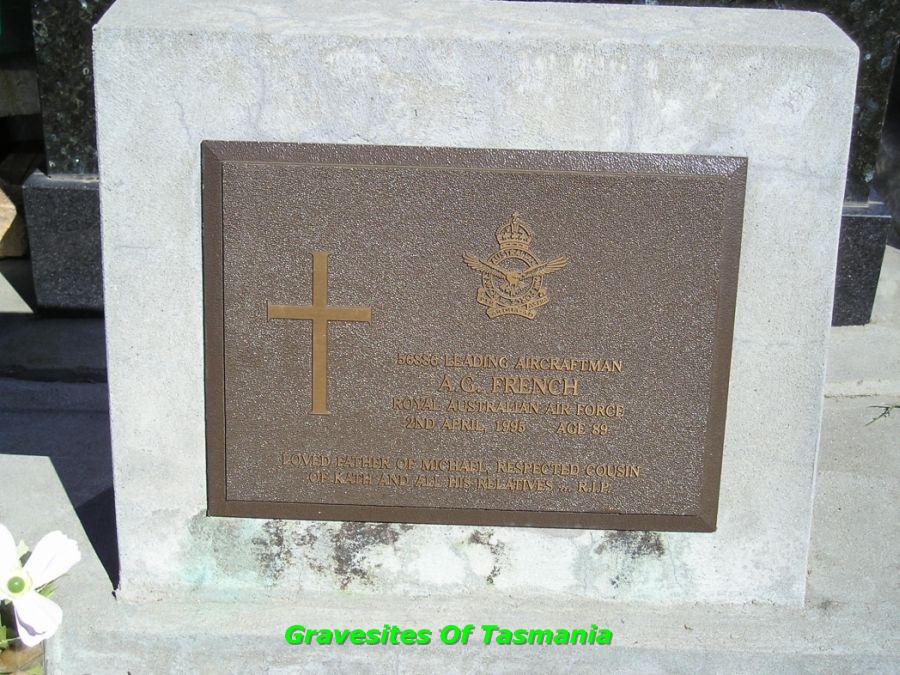 LEADING AIRCRAFTMAN
A.G. FRENCH
ROYAL AUSTRALIAN AIR FORCE
2ND APRIL, 1995 AGE 89
LOVED FATHER OF MICHAEL, RESPECTED COUSIN
OF KATH AND ALL HIS RELATIVES ... R.I.P.
Gravesites Of Tasmania